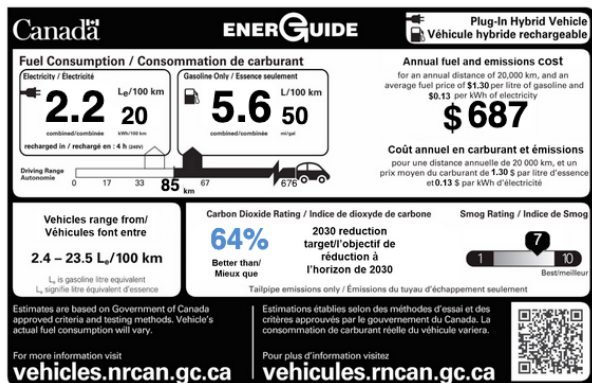 Canada
ENERGUIDE
Plug-In Hybrid Vehicle
Véhicule hybride rechargeable
Fuel Consumption / Consommation de carburant
Electricity / Électricité
2.2
Le/100 km
20
kWh/100 km
combined/combinée
recharged in / rechargé en : 4 h (240V)
Gasoline Only / Essence seulement
5.6
L/100 km
50
mi/gal
combined/combinée
Driving Range
Autonomie
0 17 33 85 km 67 676
Annual fuel and emissions COST
for an annual distance of 20,000 km, and an
average fuel price of $1.30 per litre of gasoline and
$0.13 per kWh of electricity
$687
Coût annuel en carburant et émissions
pour une distance annuelle de 20 000 km, et un
prix moyen du carburant de 1.30 $ par litre d'essence
et 0.13 $ par kWh d'électricité
Vehicles range from/
Véhicules font entre
2.4 – 23.5 Le/100 km
Le is gasoline litre equivalent
Le signifie litre équivalent d'essence
Carbon Dioxide Rating / Indice de dioxyde de carbone
64%
Better than/
Mieux que
2030 reduction
target/l'objectif de
réduction à
l'horizon de 2030
Smog Rating / Indice de Smog
7
1
10
Best/meilleur
Tailpipe emissions only / Émissions du tuyau d'échappement seulement
Estimates are based on Government of Canada
approved criteria and testing methods. Vehicle's
actual fuel consumption will vary.
For more information visit
vehicles.nrcan.gc.ca
Estimations établies selon des méthodes d'essai et des
critères approuvés par le gouvernement du Canada. La
consommation de carburant réelle du véhicule variera.
Pour plus d'information visitez
vehicules.rncan.gc.ca